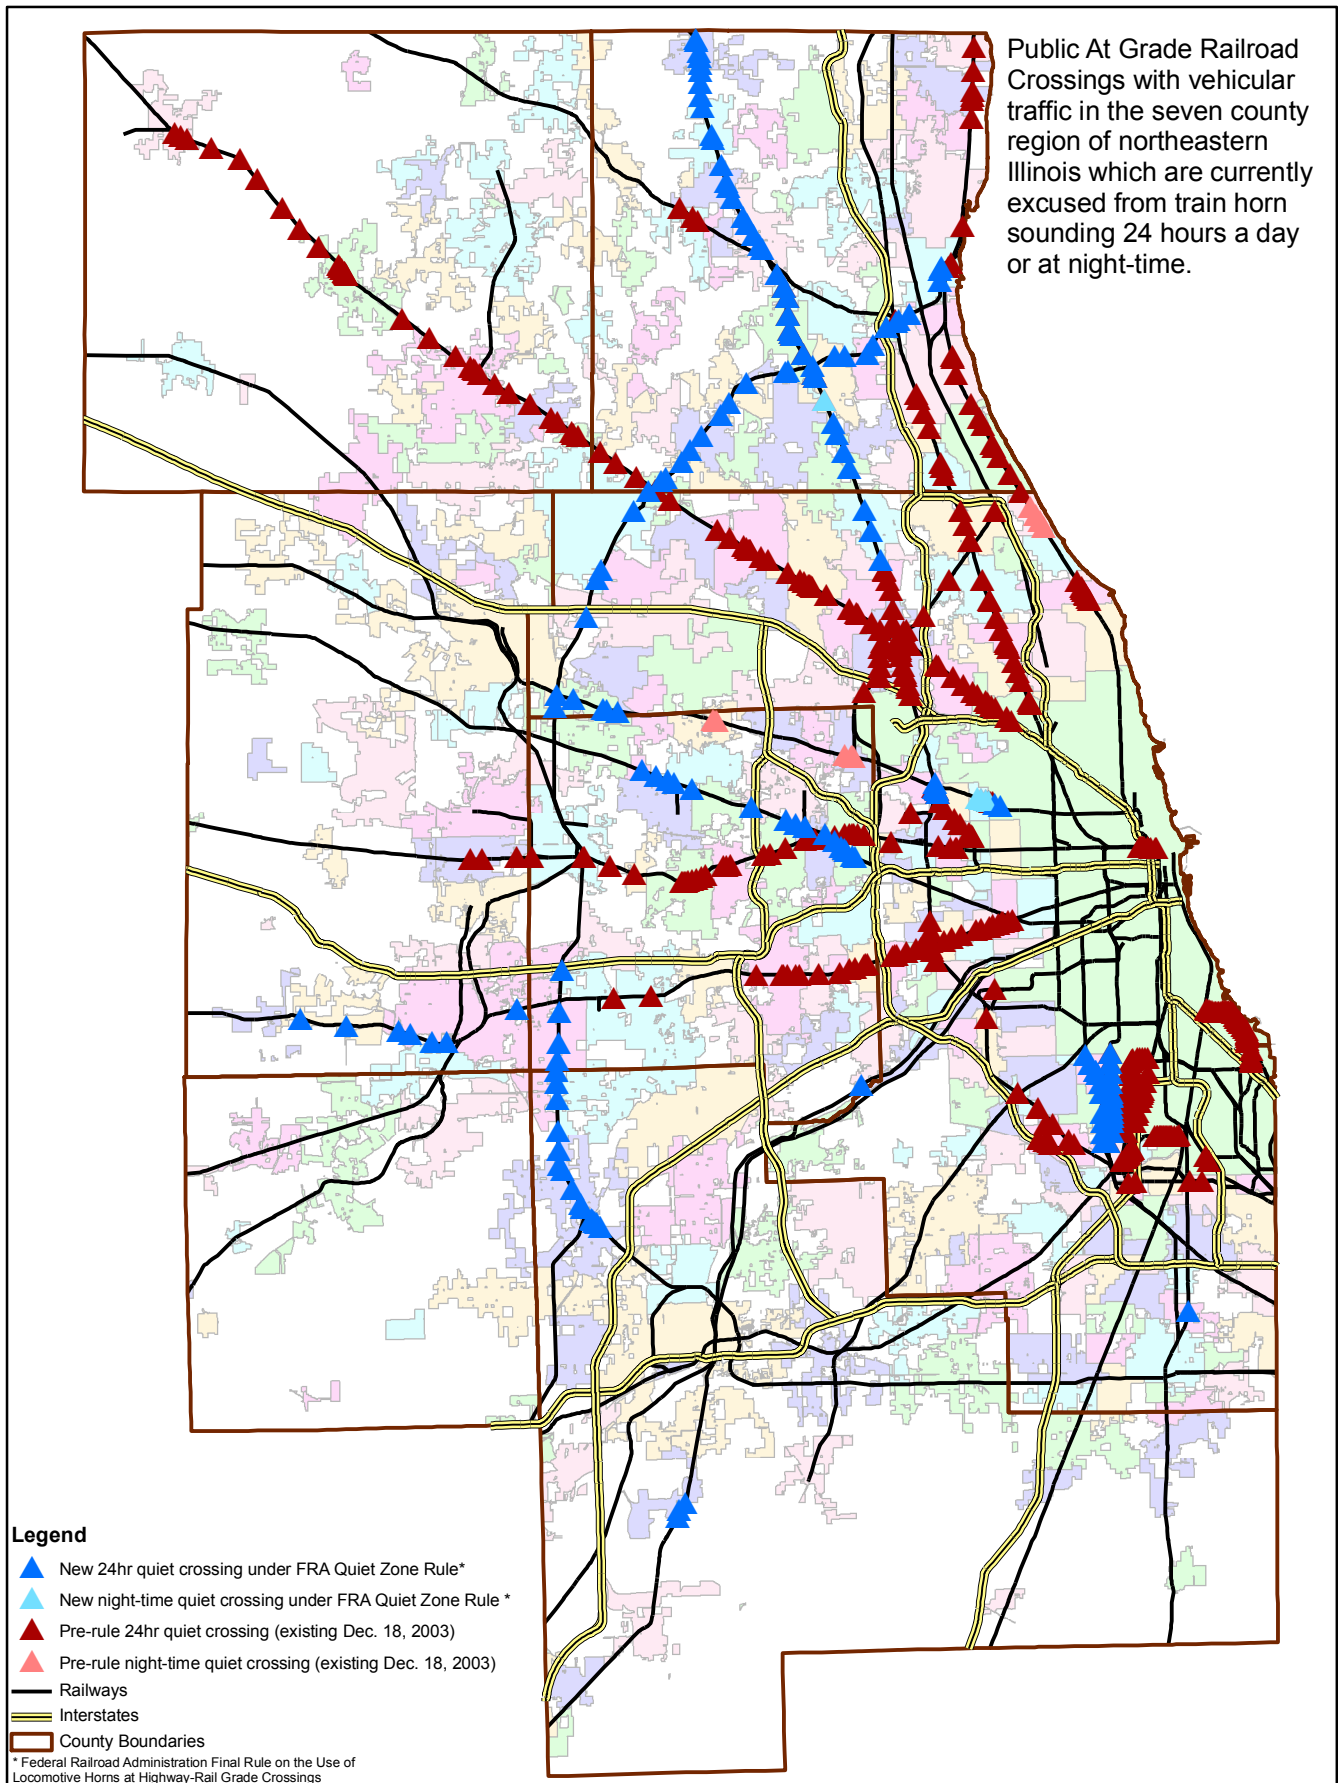 Public At Grade Railroad
Crossings with vehicular
traffic in the seven county
region of northeastern
Illinois which are currently
excused from train horn
sounding 24 hours a day
or at night-time.
Legend
New 24hr quiet crossing under FRA Quiet Zone Rule*
New night-time quiet crossing under FRA Quiet Zone Rule *
Pre-rule 24hr quiet crossing (existing Dec. 18, 2003)
Pre-rule night-time quiet crossing (existing Dec. 18, 2003)
Railways
Interstates
County Boundaries
* Federal Railroad Administration Final Rule on the Use of
Locomotive Horns at Highway-Rail Grade Crossings